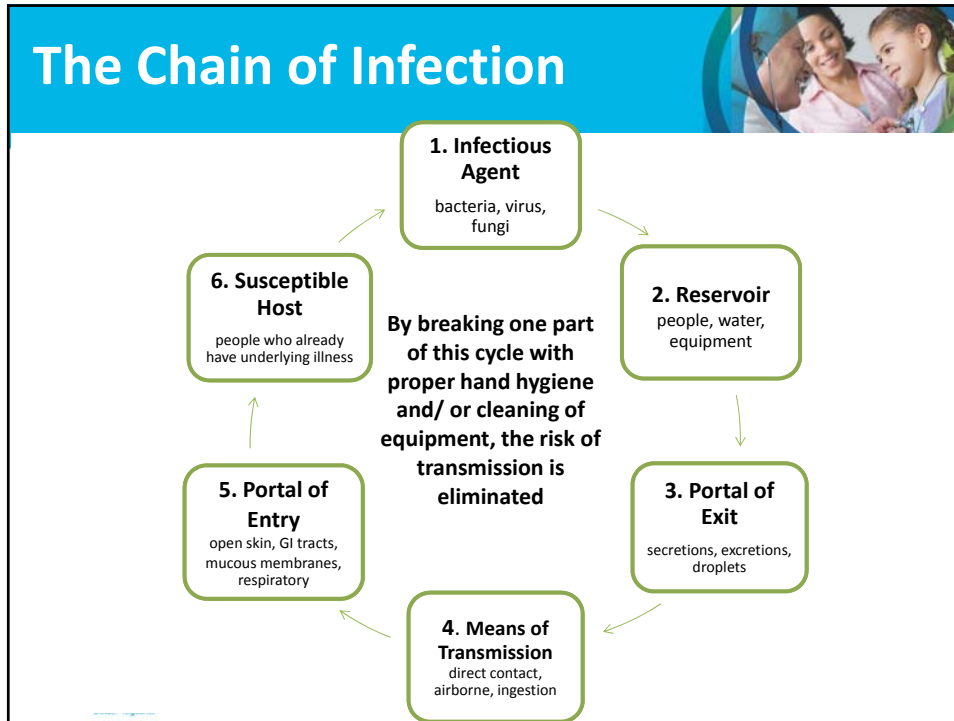 The Chain of Infection
1. Infectious
Agent
bacteria, virus,
fungi
2. Reservoir
people, water,
equipment
3. Portal of
Exit
secretions, excretions,
droplets
4. Means of
Transmission
direct contact,
airborne, ingestion
5. Portal of
Entry
open skin, GI tracts,
mucous membranes,
respiratory
6. Susceptible
Host
people who already
have underlying illness
By breaking one part
of this cycle with
proper hand hygiene
and/ or cleaning of
equipment, the risk of
transmission is
eliminated